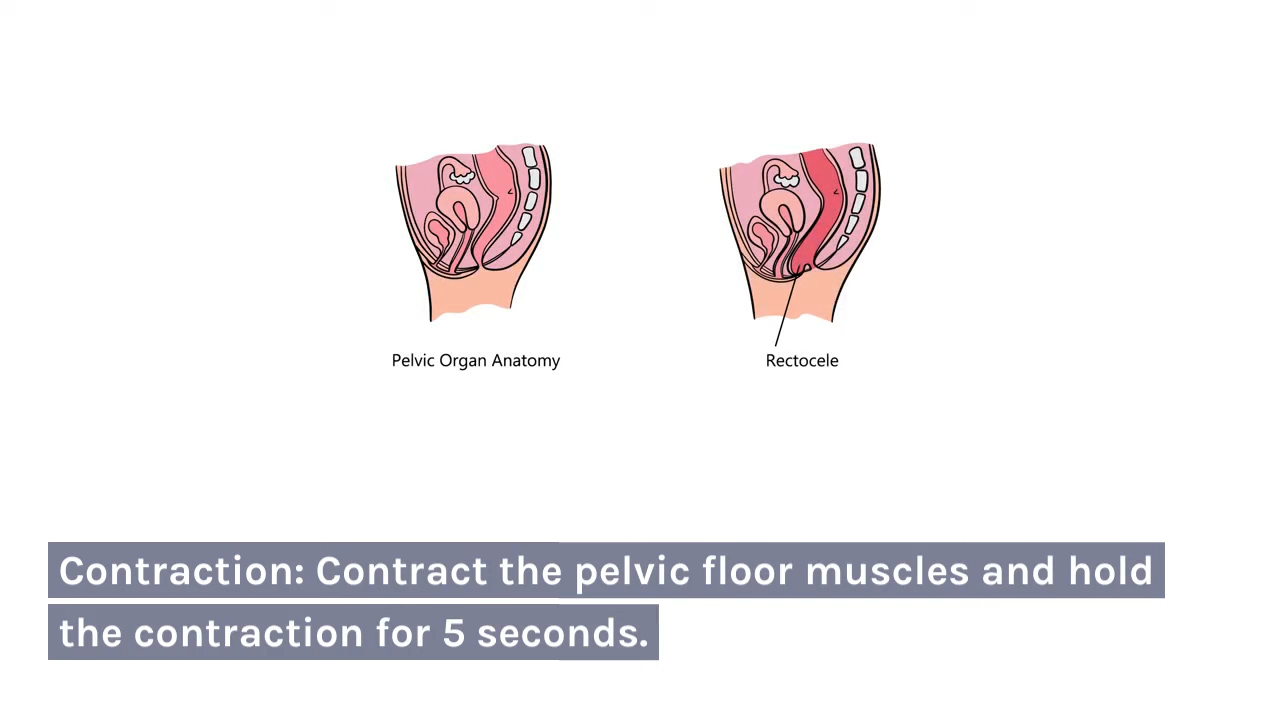 Pelvic Organ Anatomy
Rectocele
Contraction: Contract the pelvic floor muscles and hold
the contraction for 5 seconds.